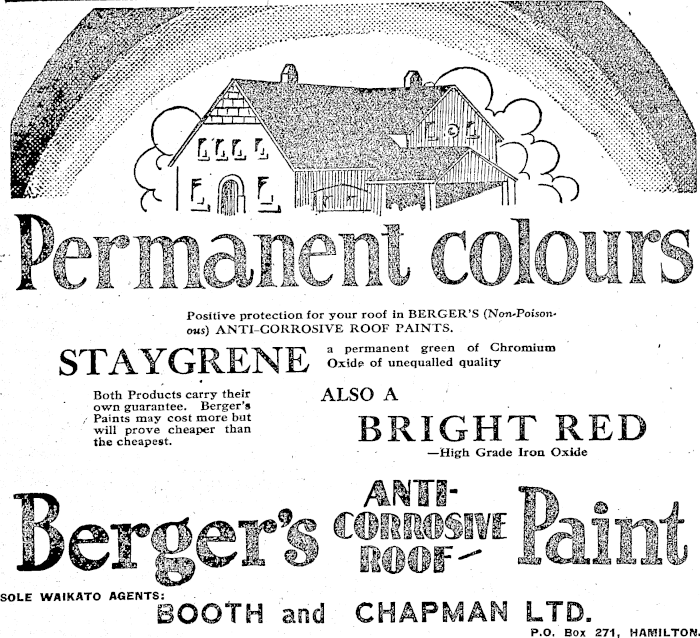 Permanent colours
Positive protection for your roof in BERGER'S (Non-Poison-
ous) ANTI-CORROSIVE ROOF PAINTS.
STAYGRENE a permanent green of Chromium
Oxide of unequalled quality
Both Products carry their
own guarantee. Berger's
Paints may cost more but
will prove cheaper than
the cheapest.
ALSO A
BRIGHT RED
—High Grade Iron Oxide
Berger's ANTI-
CORROSIVE
ROOF Paint
SOLE WAIKATO AGENTS:
BOOTH and CHAPMAN LTD.
P.O. Box 271, HAMILTON.